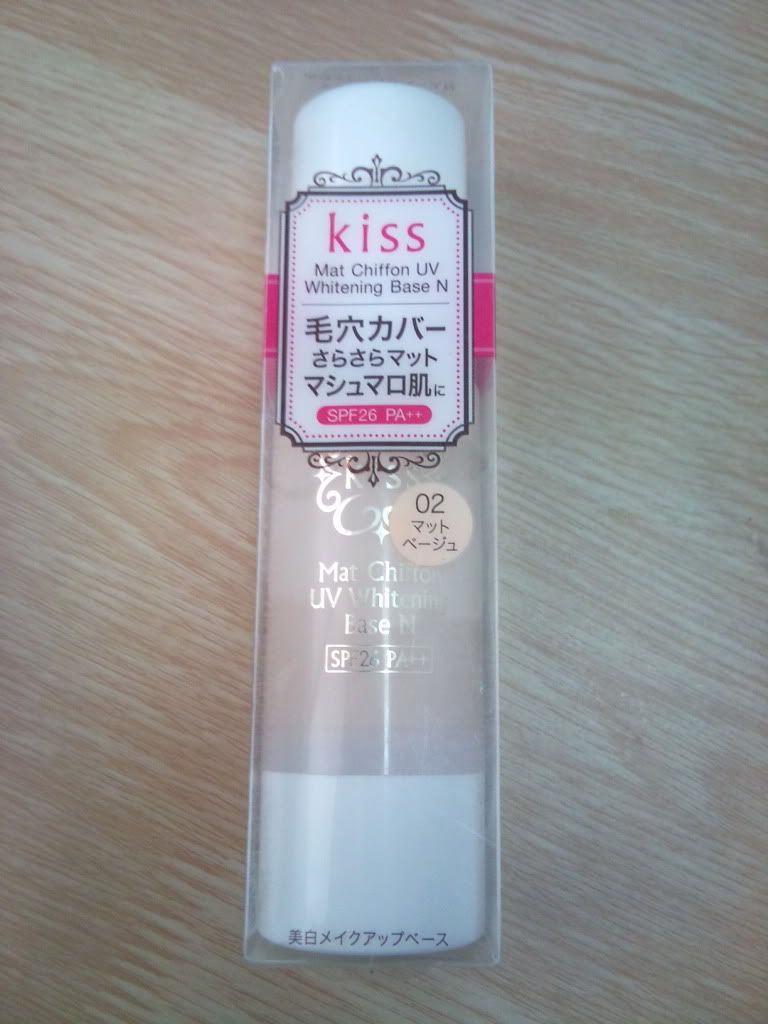 kiss
Mat Chiffon UV
Whitening Base N
毛穴カバー
さらさらマット
マシュマロ肌に
SPF26 PA++
KISS
02
マット
ベージュ
Mat Chiffon
UV Whitening
Base N
SPF26 PA++
美白メイクアップベース